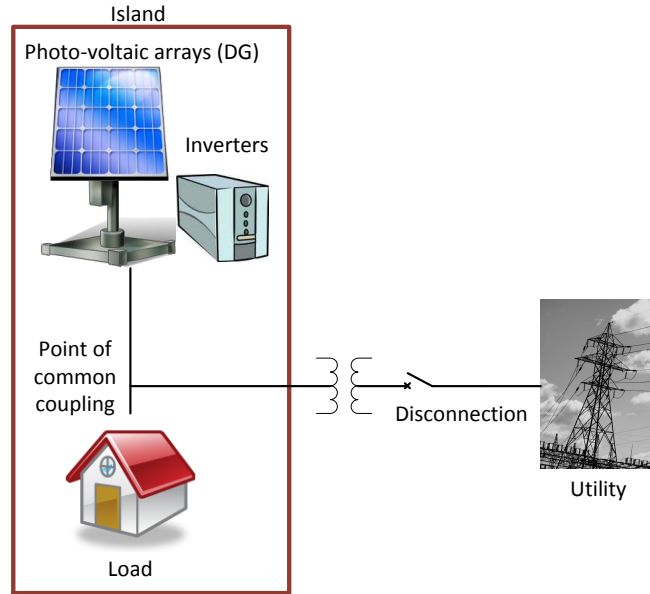 Island
Photo-voltaic arrays (DG)
Inverters
Point of
common
coupling
Disconnection
Utility
Load